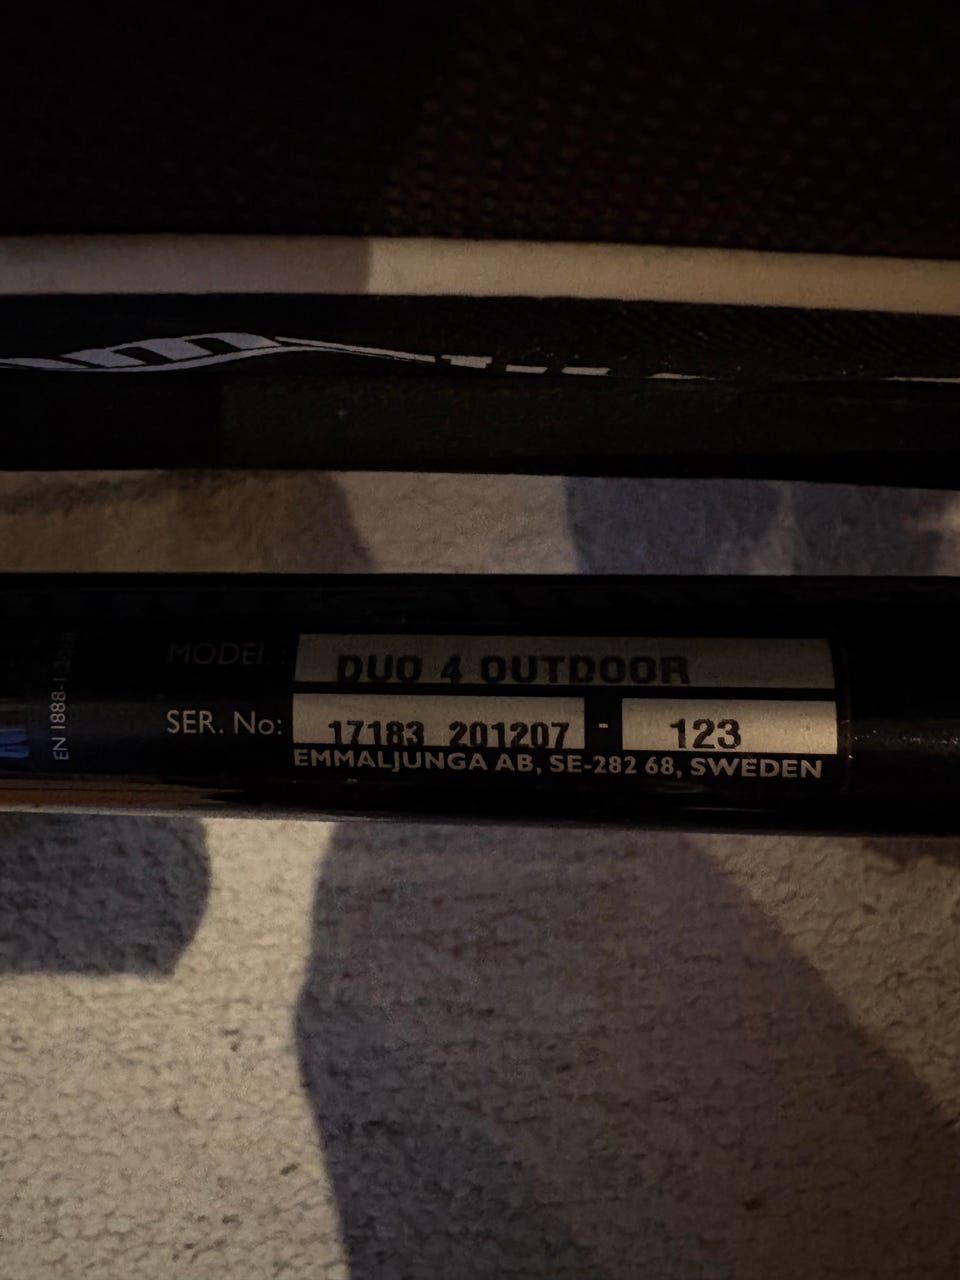 MODEL: DUO 4 OUTDOOR
SER. No: 17183 201207 - 123
EMMALJUNGA AB, SE-282 68, SWEDEN
EN 1888-1:2018